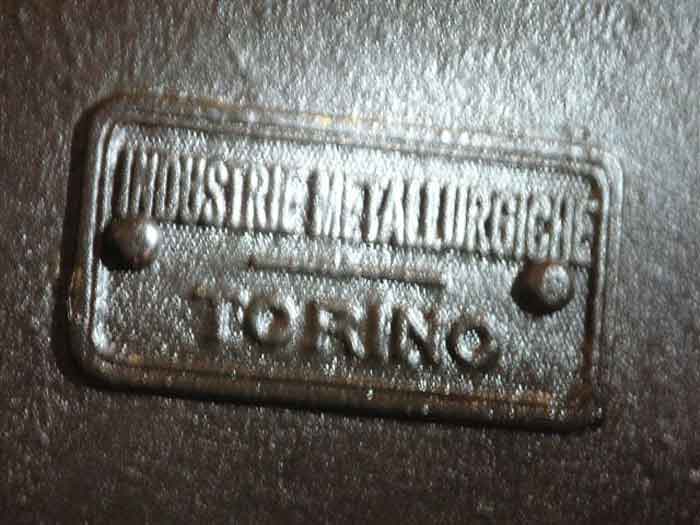 INDUSTRIE METALLURGICHE
TORINO